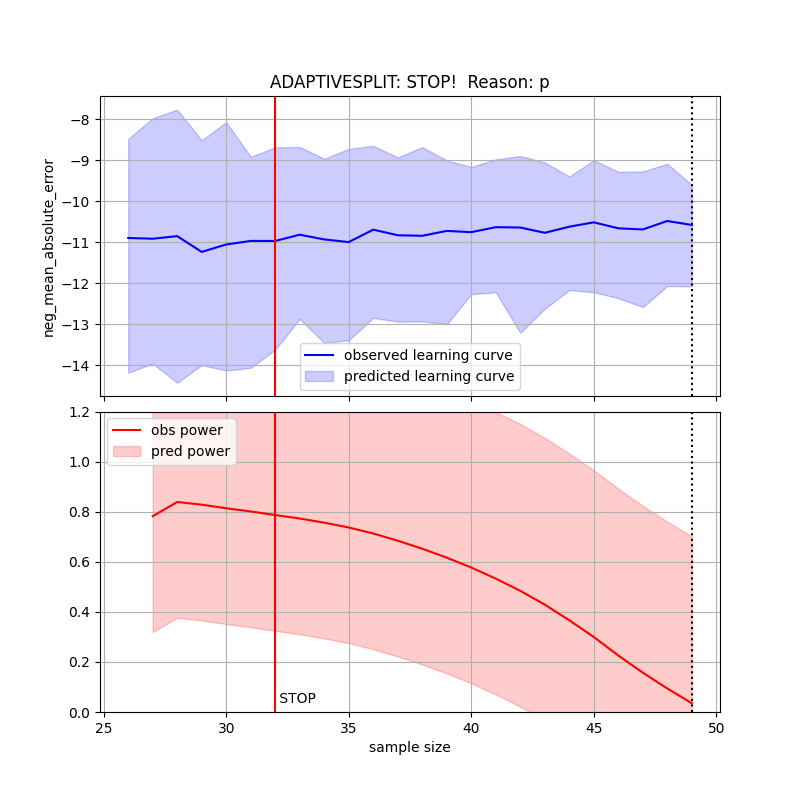 ADAPTIVESPLIT: STOP!  Reason: p
−8
−9
−10
−11
−12
−13
−14
neg_mean_absolute_error
observed learning curve
predicted learning curve
1.2
1.0
0.8
0.6
0.4
0.2
0.0
obs power
pred power
STOP
25
30
35
40
45
50
sample size